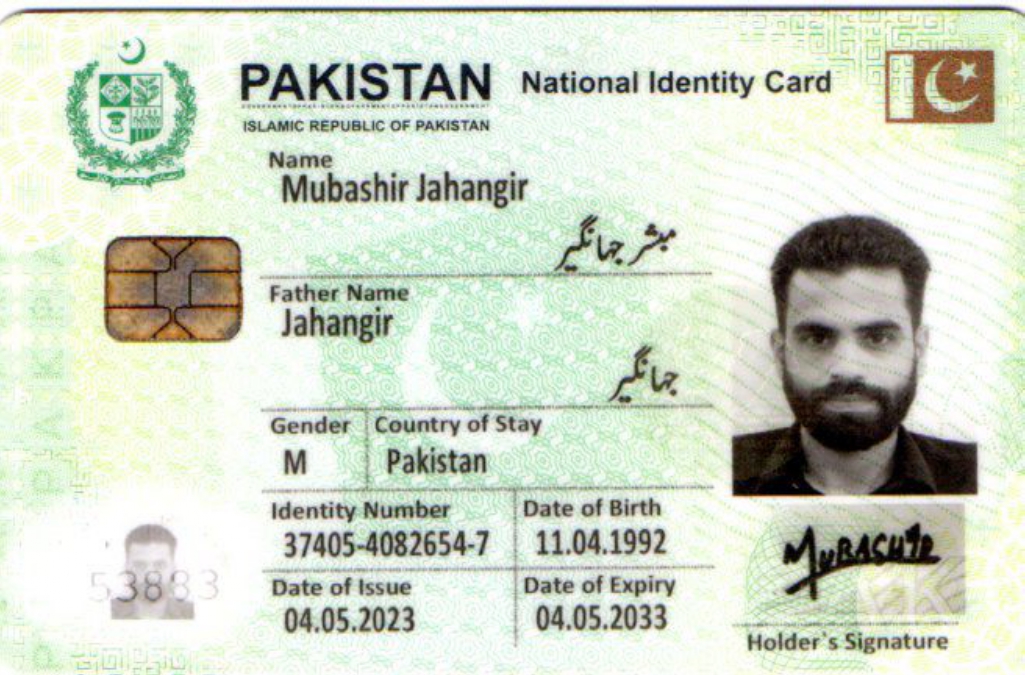 PAKISTAN National Identity Card
ISLAMIC REPUBLIC OF PAKISTAN
Name
Mubashir Jahangir
مبشر جہانگیر
Father Name
Jahangir
جہانگیر
Gender Country of Stay
M Pakistan
Identity Number Date of Birth
37405-4082654-7 11.04.1992
Date of Issue Date of Expiry
04.05.2023 04.05.2033
53883
MUBASHIR
Holder's Signature